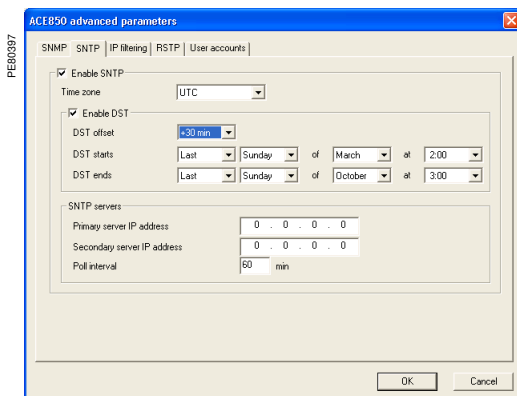 ACE850 advanced parameters
PE80397
SNMP SNTP IP filtering RSTP User accounts
Enable SNTP
Time zone UTC
Enable DST
DST offset +30 min
DST starts Last Sunday of March at 2:00
DST ends Last Sunday of October at 3:00
SNTP servers
Primary server IP address 0 . 0 . 0 . 0
Secondary server IP address 0 . 0 . 0 . 0
Poll interval 60 min
OK Cancel